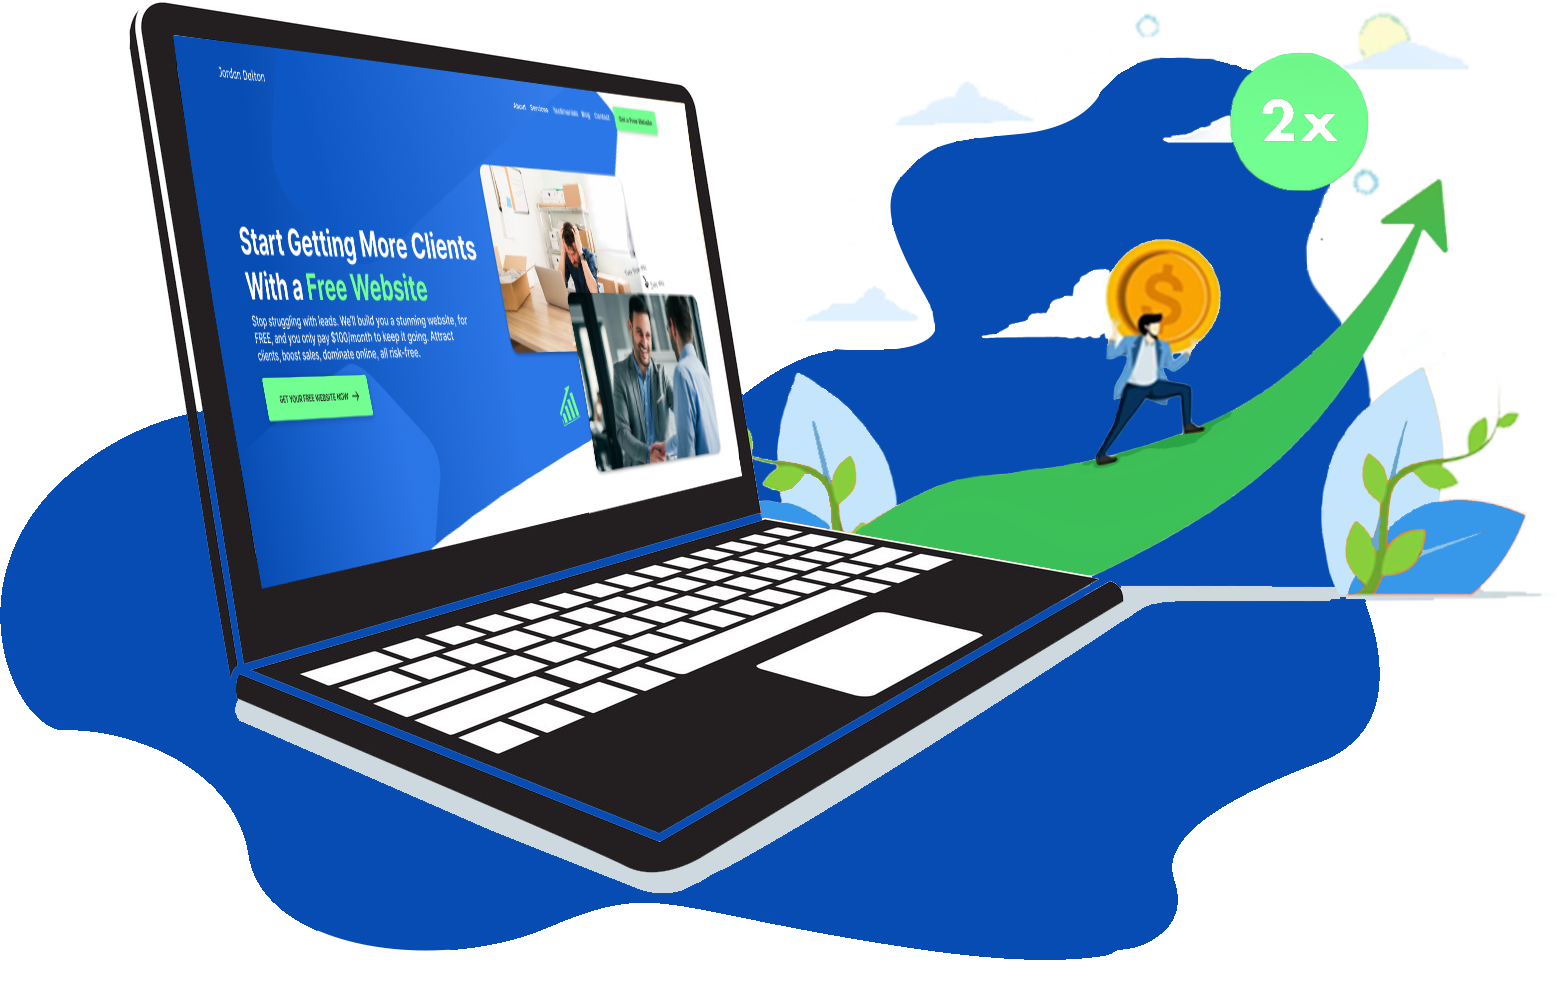 Jordan Delton
About Services Testimonials Blog Contact Get a Free Website
Start Getting More Clients
With a Free Website
Stop struggling with leads. We'll build you a stunning website, for
FREE, and you only pay $100/month to keep it going. Attract
clients, boost sales, dominate online, all risk-free.
GET YOUR FREE WEBSITE NOW
2x
$